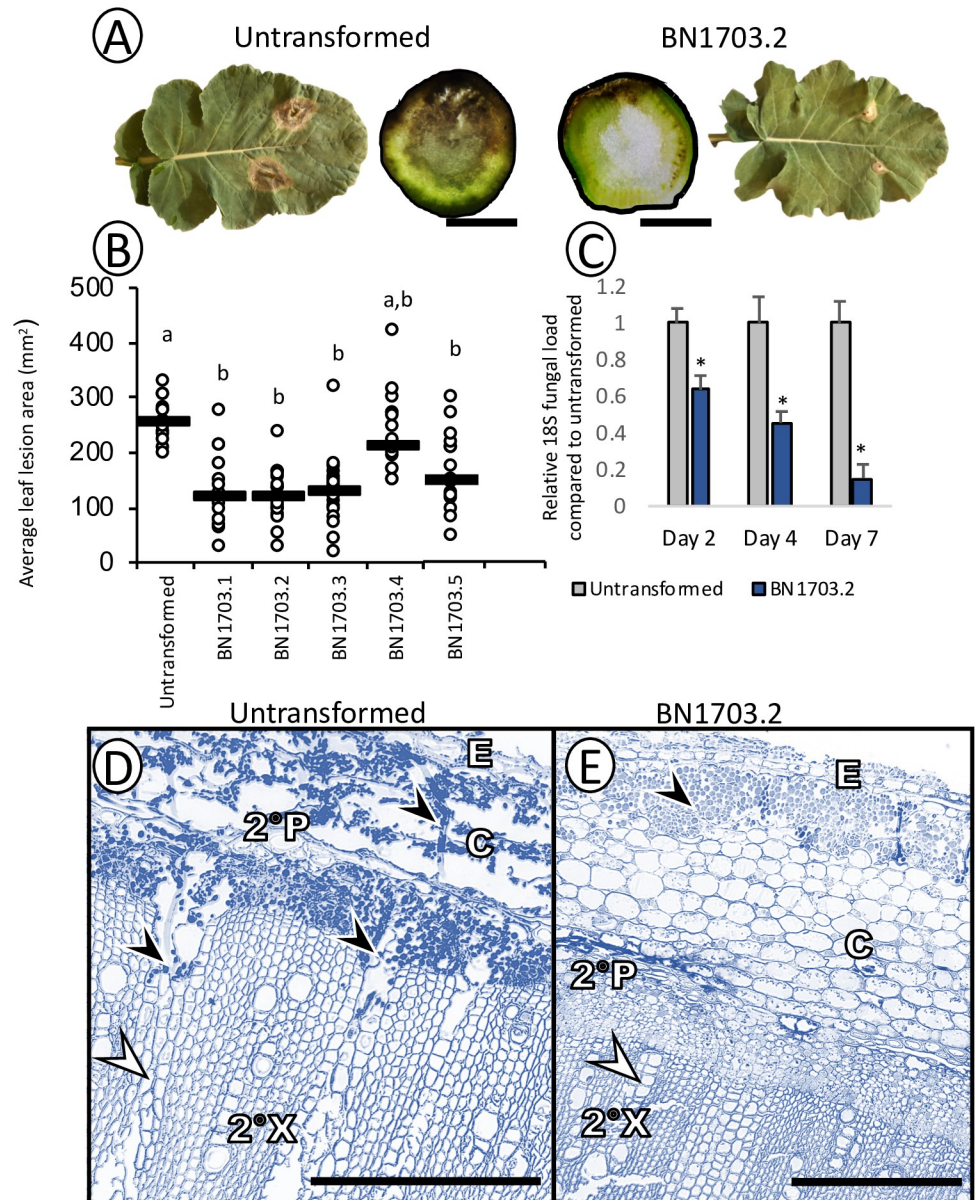 A
Untransformed
BN1703.2
B
Average leaf lesion area (mm²)
500
400
300
200
100
0
a
b
b
b
a,b
b
Untransformed
BN1703.1
BN1703.2
BN1703.3
BN1703.4
BN1703.5
C
Relative 18S fungal load
compared to untransformed
1.2
1
0.8
0.6
0.4
0.2
0
*
*
*
Day 2
Day 4
Day 7
Untransformed
BN1703.2
Untransformed
BN1703.2
D
E
2°P
C
2°X
E
E
C
2°P
2°X